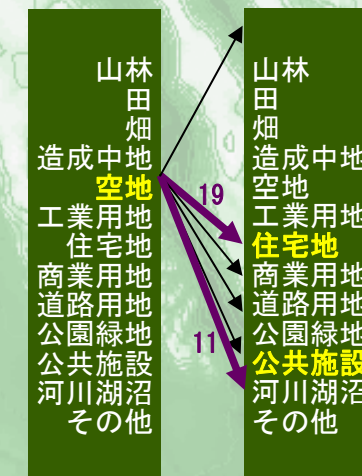 山林
田
畑
造成中地
空地
工業用地
住宅地
商業用地
道路用地
公園緑地
公共施設
河川湖沼
その他
19
11
山林
田
畑
造成中地
空地
工業用地
住宅地
商業用地
道路用地
公園緑地
公共施設
河川湖沼
その他